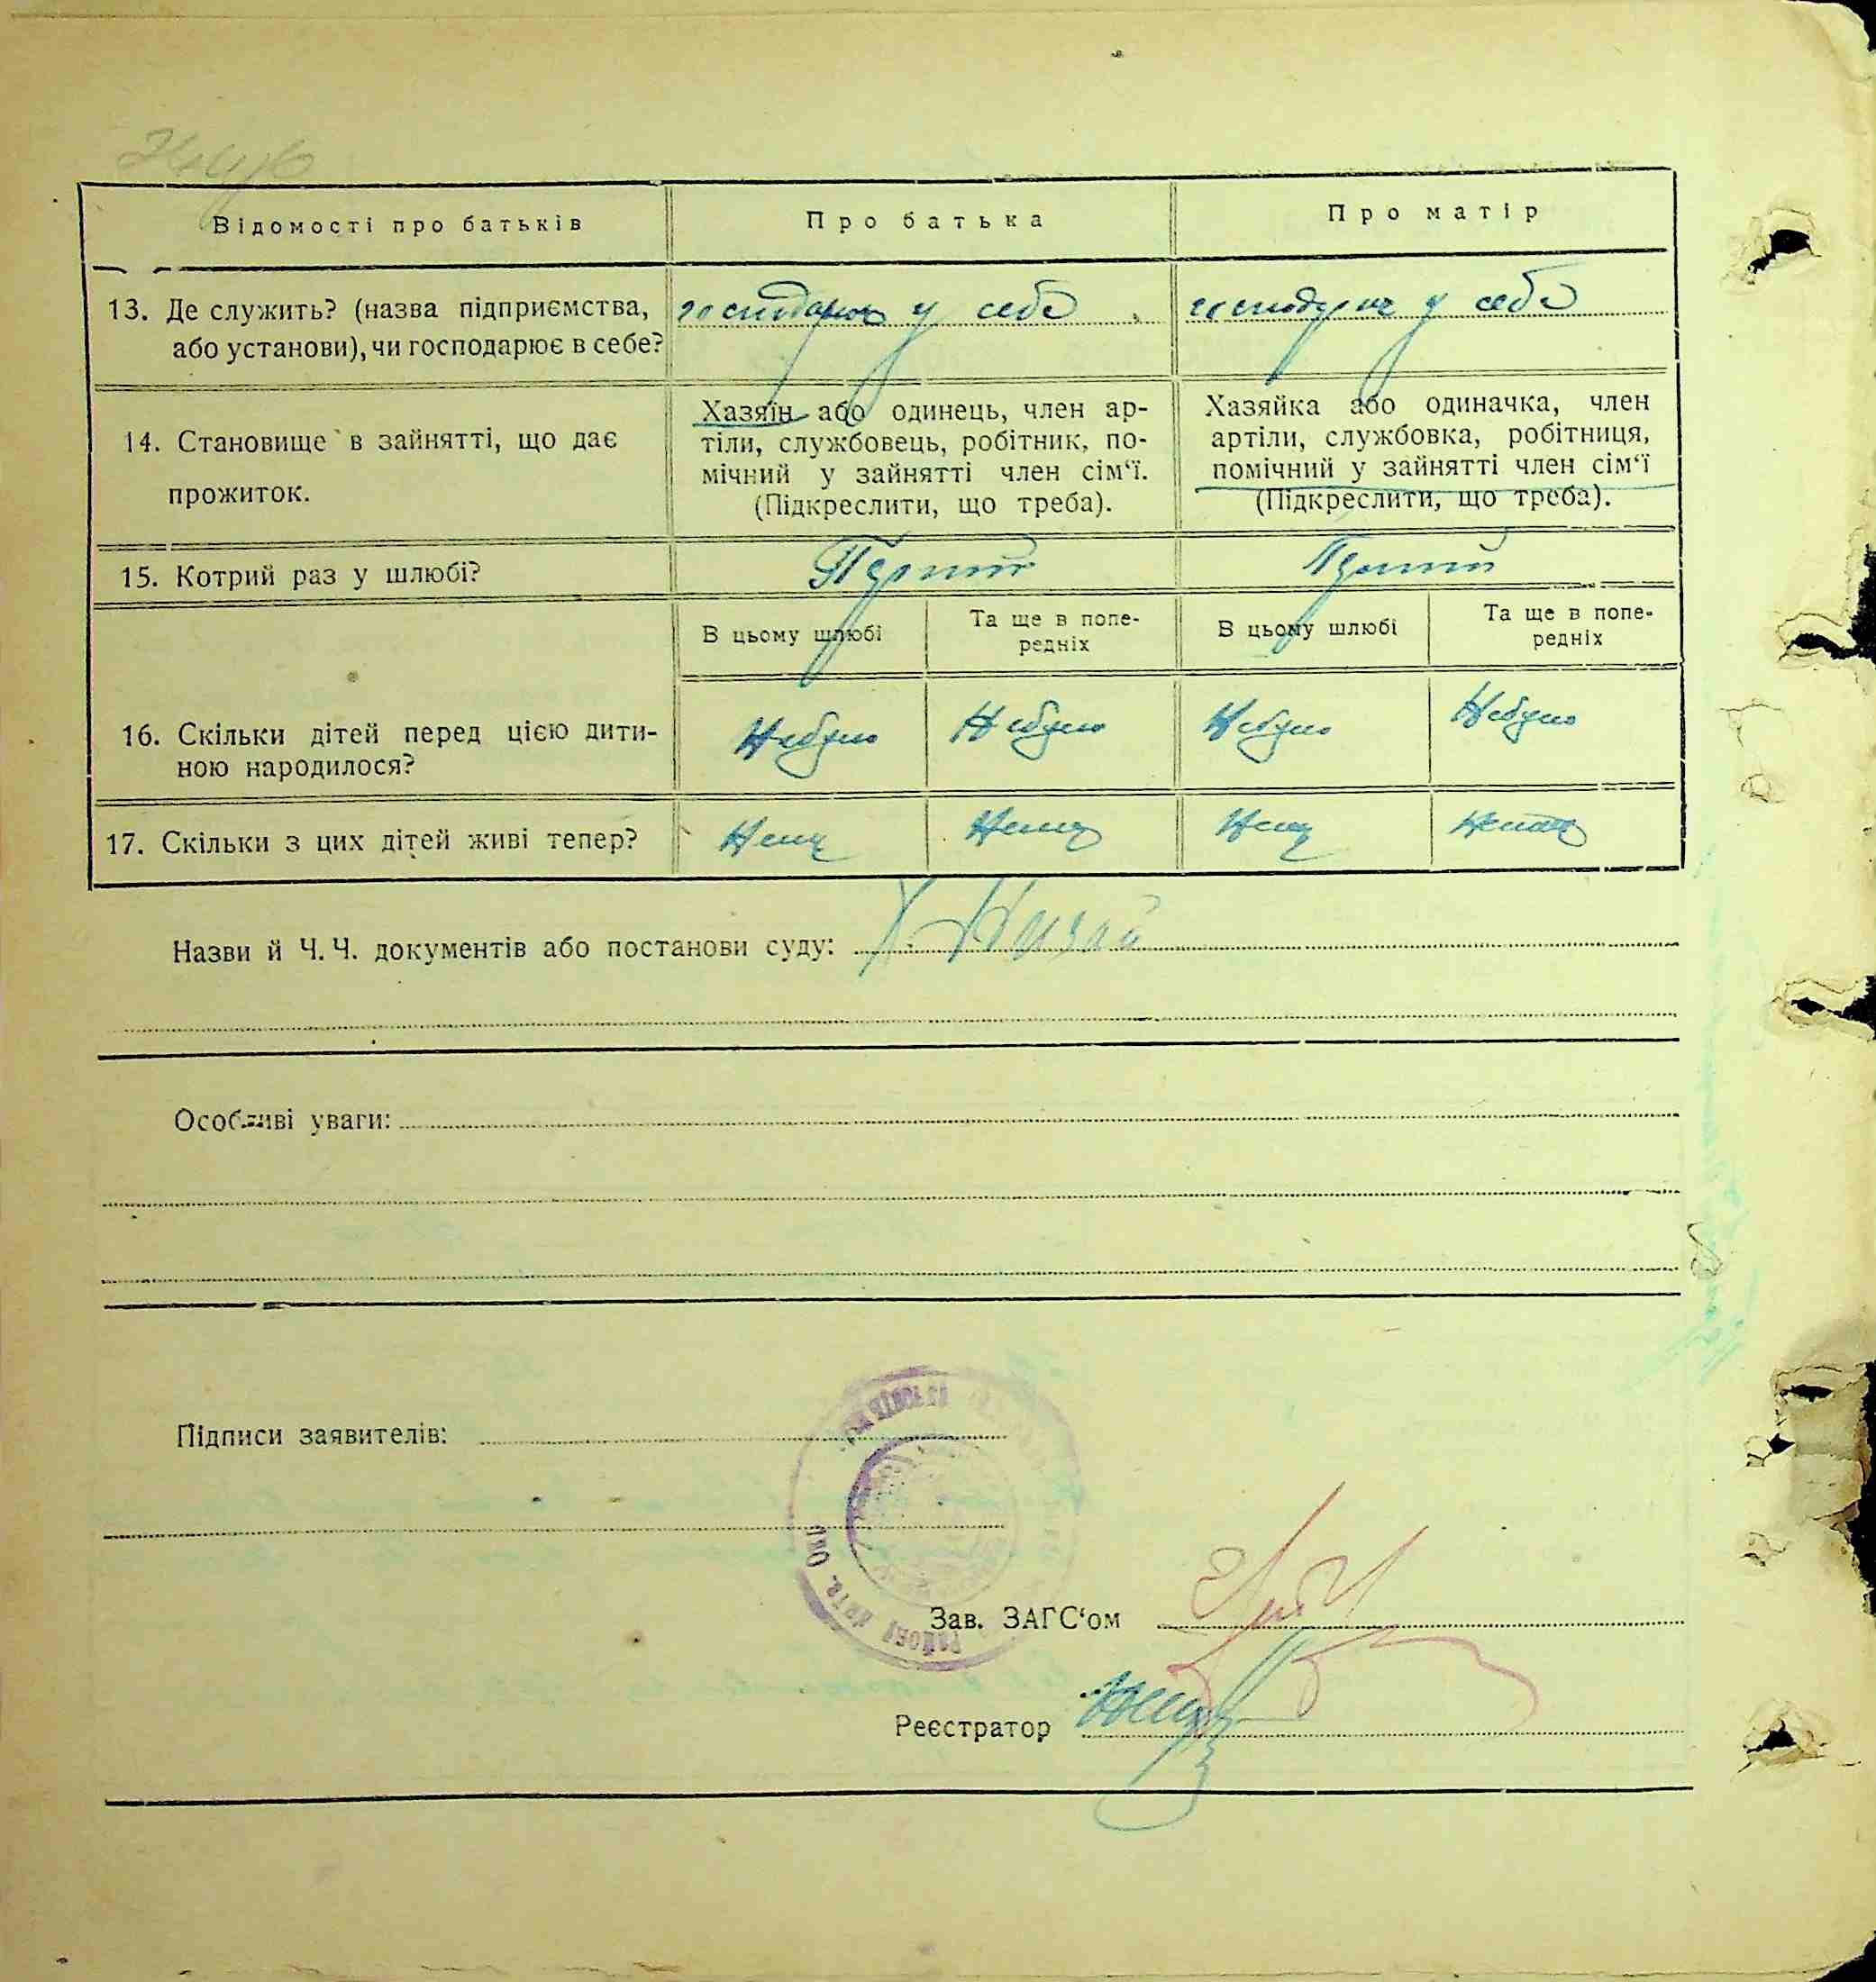 Відомості про батьків
Про батька
Про матір
13. Де служить? (назва підприємства,
або установи), чи господарює в себе?
господарює у себе
господарює у себе
14. Становище в зайнятті, що дає
прожиток.
Хазяїн або одинець, член ар-
тіли, службовець, робітник, по-
мічний у зайнятті член сім‘ї.
(Підкреслити, що треба).
Хазяйка або одиначка, член
артіли, службовка, робітниця,
помічний у зайнятті член сім‘ї
(Підкреслити, що треба).
15. Котрий раз у шлюбі?
Перший
Перший
В цьому шлюбі
Та ще в попе-
редніх
В цьому шлюбі
Та ще в попе-
редніх
16. Скільки дітей перед цією дити-
ною народилося?
Небуло
Небуло
Небуло
Небуло
17. Скільки з цих дітей живі тепер?
Нема
Нема
Нема
Нема
Назви й Ч. Ч. документів або постанови суду:
Особливі уваги:
Підписи заявителів:
Зав. ЗАГС‘ом
Реєстратор